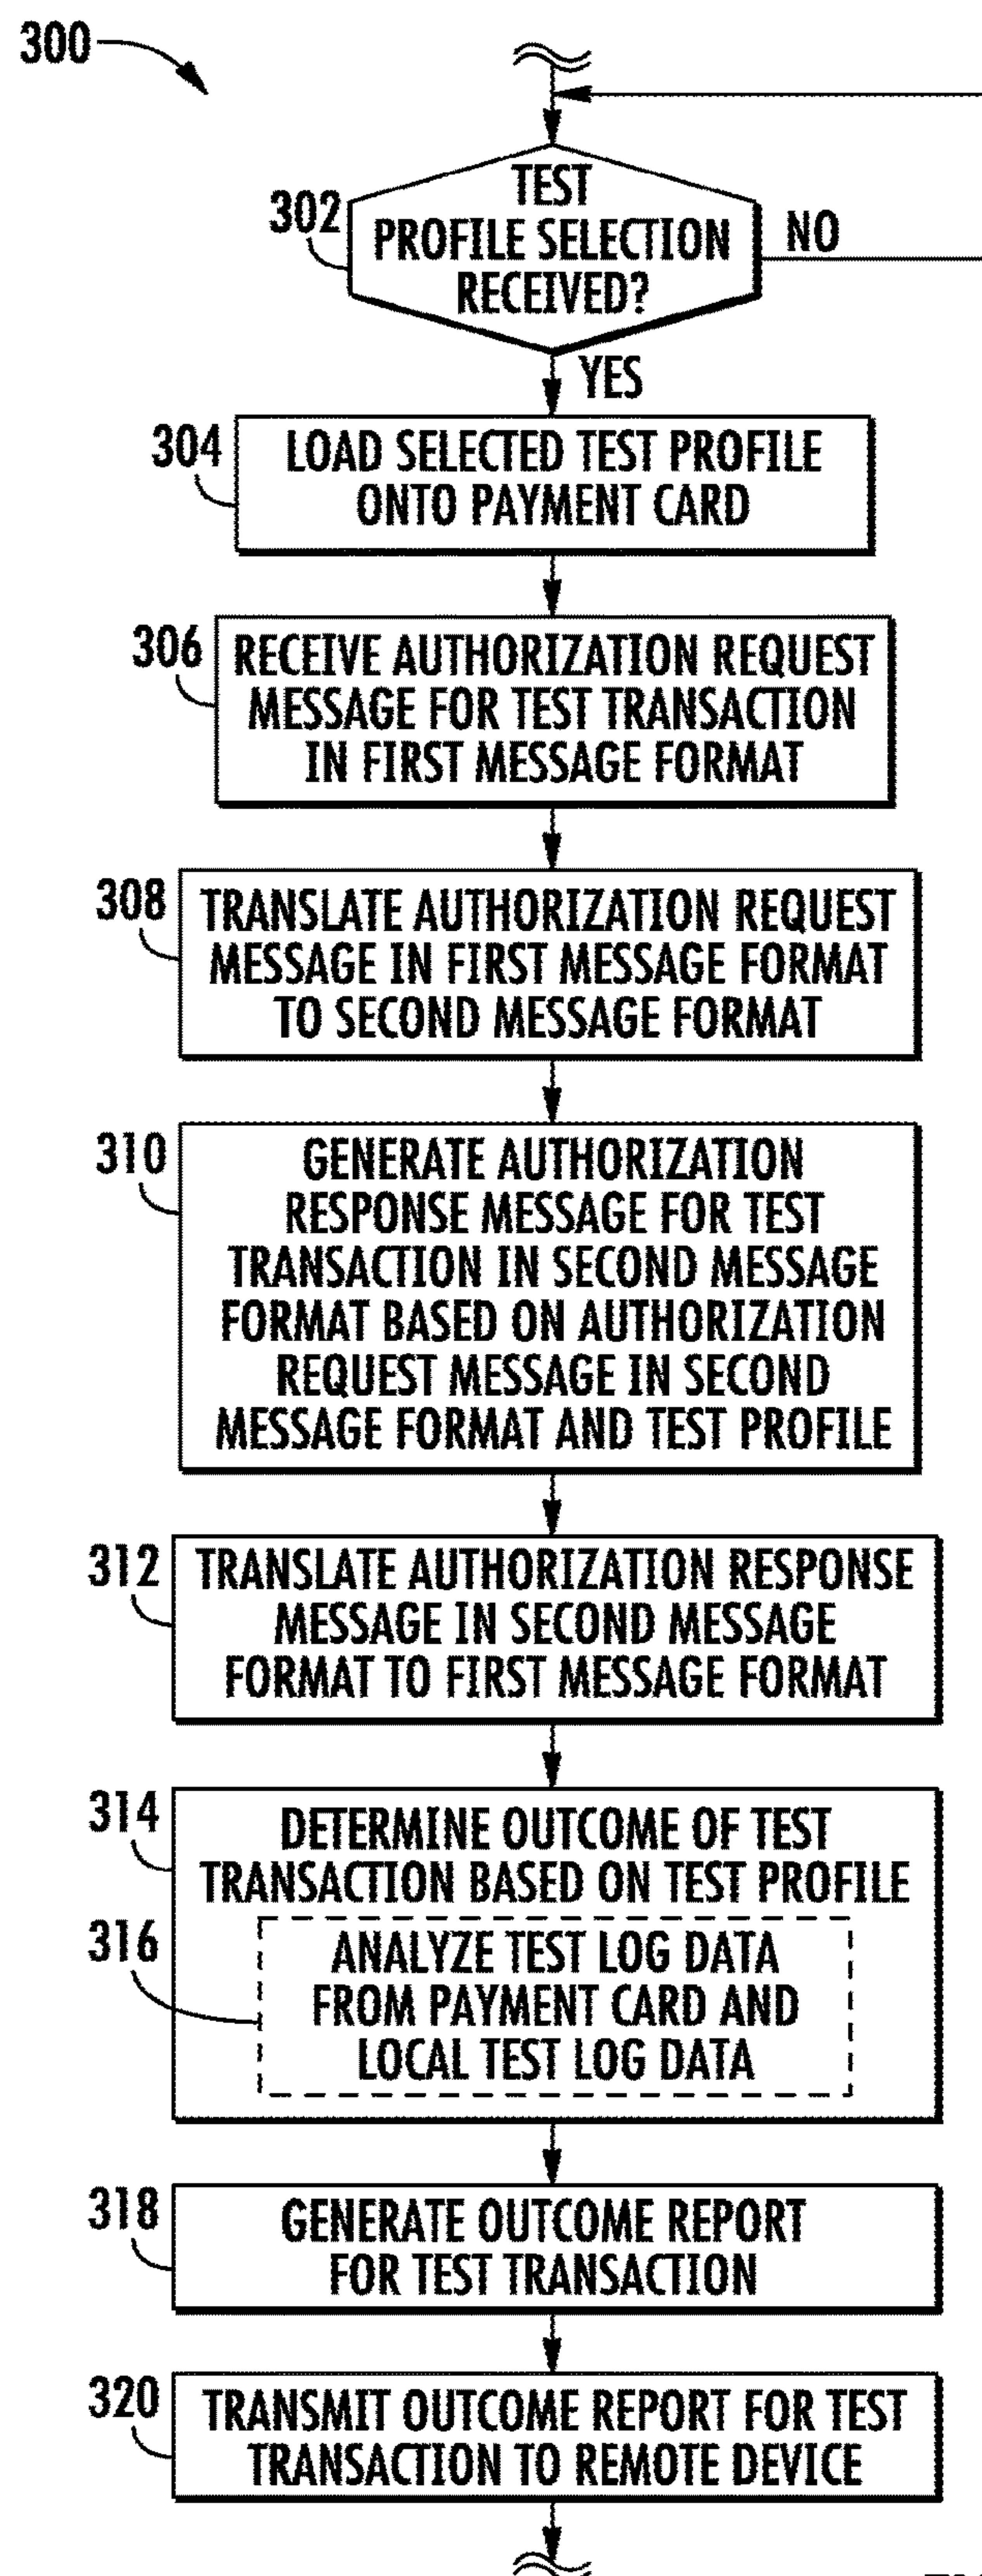 300
302
TEST
PROFILE SELECTION
RECEIVED?
NO
YES
304
LOAD SELECTED TEST PROFILE
ONTO PAYMENT CARD
306
RECEIVE AUTHORIZATION REQUEST
MESSAGE FOR TEST TRANSACTION
IN FIRST MESSAGE FORMAT
308
TRANSLATE AUTHORIZATION REQUEST
MESSAGE IN FIRST MESSAGE FORMAT
TO SECOND MESSAGE FORMAT
310
GENERATE AUTHORIZATION
RESPONSE MESSAGE FOR TEST
TRANSACTION IN SECOND MESSAGE
FORMAT BASED ON AUTHORIZATION
REQUEST MESSAGE IN SECOND
MESSAGE FORMAT AND TEST PROFILE
312
TRANSLATE AUTHORIZATION RESPONSE
MESSAGE IN SECOND MESSAGE
FORMAT TO FIRST MESSAGE FORMAT
314
DETERMINE OUTCOME OF TEST
TRANSACTION BASED ON TEST PROFILE
316
ANALYZE TEST LOG DATA
FROM PAYMENT CARD AND
LOCAL TEST LOG DATA
318
GENERATE OUTCOME REPORT
FOR TEST TRANSACTION
320
TRANSMIT OUTCOME REPORT FOR TEST
TRANSACTION TO REMOTE DEVICE